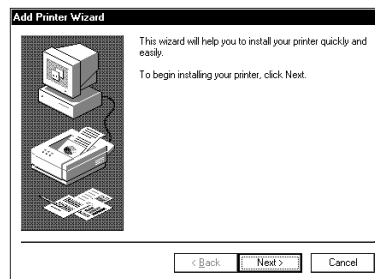 Add Printer Wizard
This wizard will help you to install your printer quickly and
easily.
To begin installing your printer, click Next.
< Back
Next >
Cancel